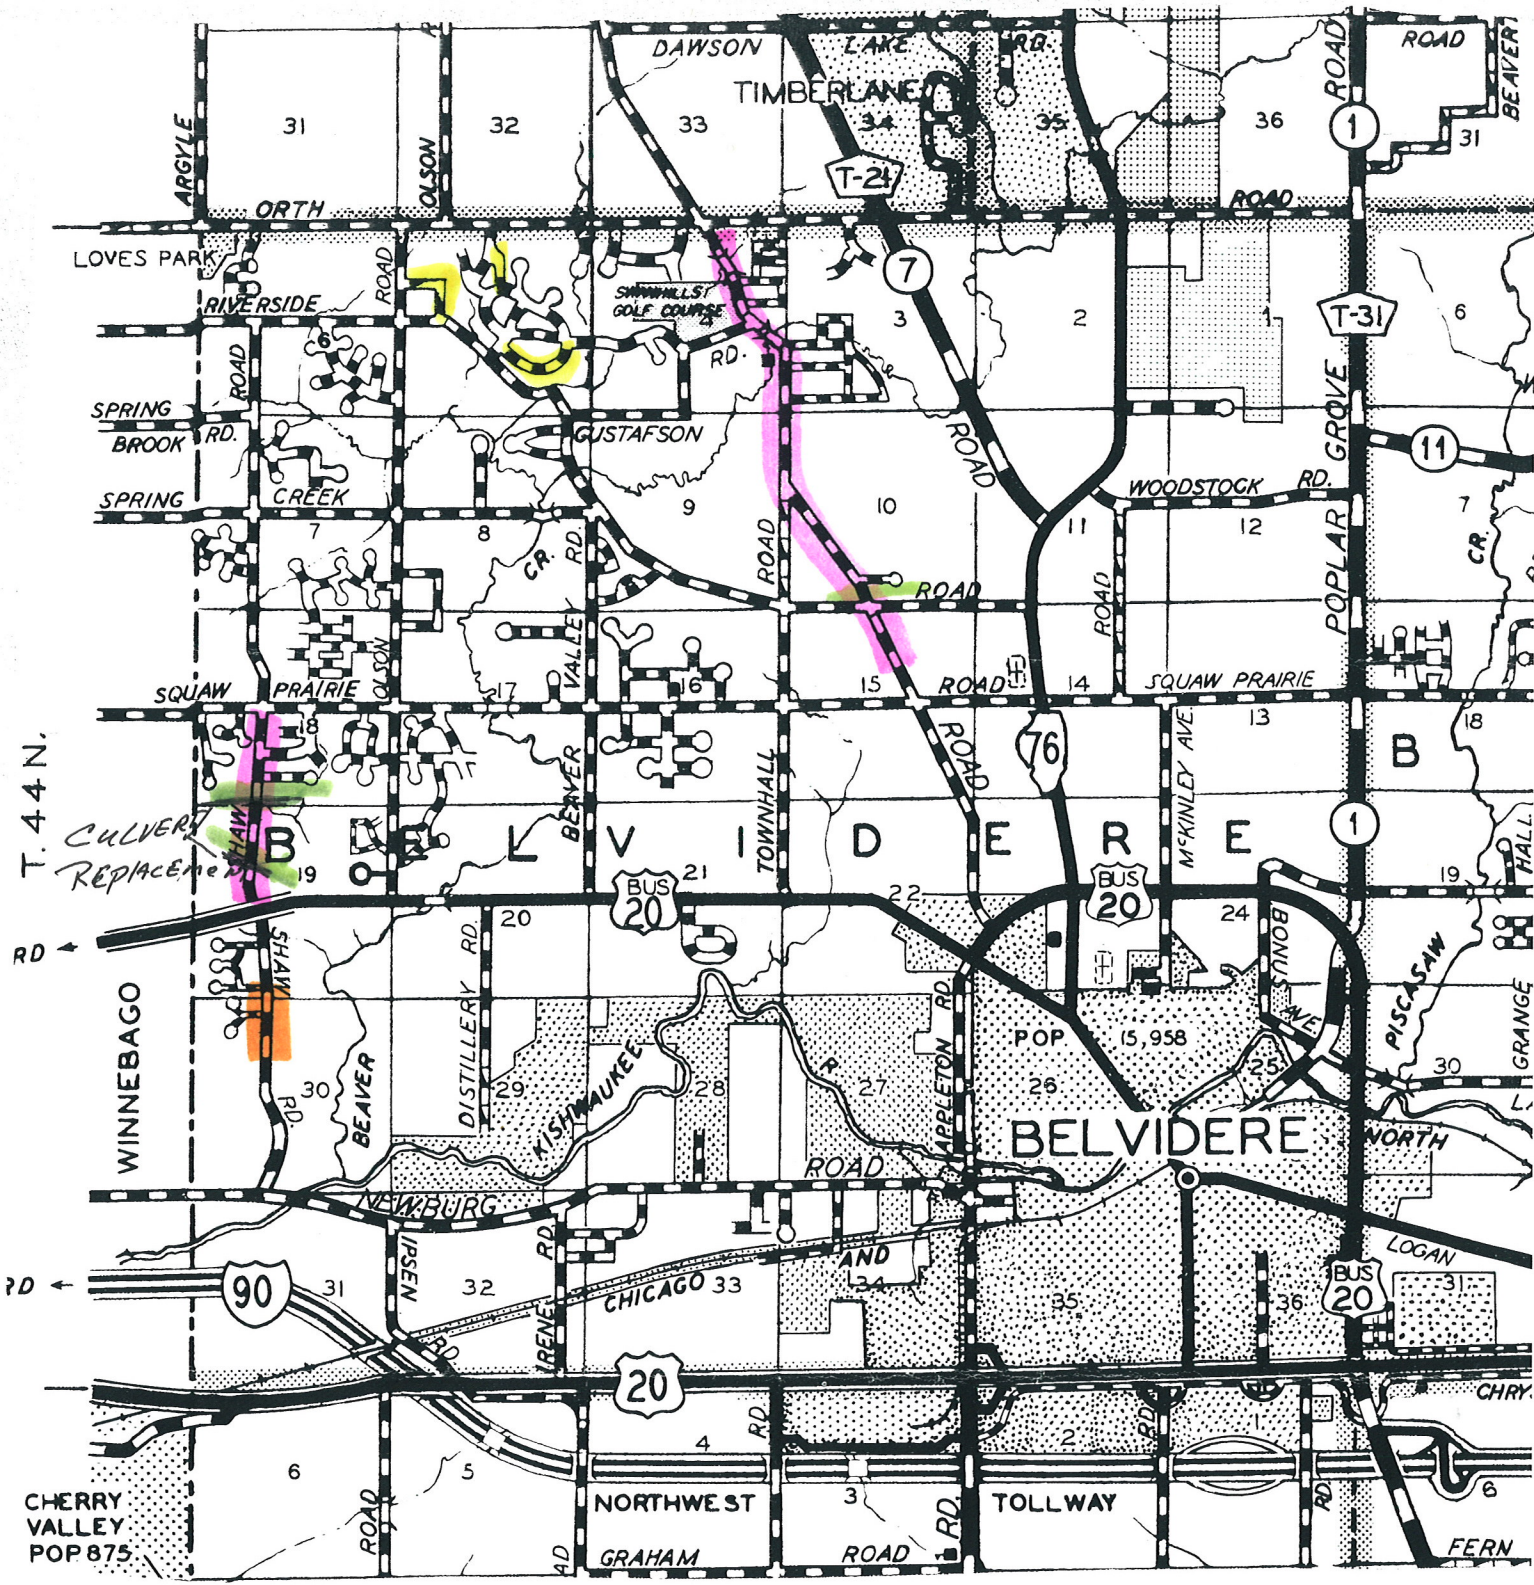 ROAD
ROAD
BEAVER
DAWSON
LAKE
RD.
TIMBERLANE
31
32
33
34
35
36
1
31
ARGYLE
OLSON
T-24
ORTH
ROAD
LOVES PARK
ROAD
7
SWANHILLS
GOLF COURSE
4
RIVERSIDE
6
3
2
1
T-31
6
ROAD
RD.
SPRING
BROOK
RD.
GUSTAFSON
ROAD
GROVE
11
SPRING
CREEK
WOODSTOCK
RD.
7
8
9
10
11
12
7
CR.
RD.
ROAD
ROAD
ROAD
POPLAR
CR.
SQUAW
PRAIRIE
OLSON
17
VALLEY
16
15
ROAD
14
SQUAW PRAIRIE
18
13
18
76
ROAD
MCKINLEY AVE.
B
T. 44 N.
CULVERT
REPLACEMENT
SHAW
BEAVER
TOWNHALL
B E L V I D E R E
1
HALL
19
21
22
19
BUS
20
BUS
20
20
24
RD
SHAW
RD.
DISTILLERY
BONUS
AVE
PISCASAW
GRANGE
WINNEBAGO
30
RD.
BEAVER
29
KISHWAUKEE
28
R.
27
APPLETON
RD.
POP
15,958
26
25
30
BELVIDERE
NORTH
ROAD
NEWBURG
RD
90
31
IPSEN
RD
32
RD.
IRENE
CHICAGO
33
AND
34
35
36
BUS
20
LOGAN
31
20
CHRY
RD.
RD.
4
2
1
CHERRY
VALLEY
POP 875
6
5
3
6
ROAD
NORTHWEST
TOLLWAY
RD.
RD.
AD
GRAHAM
ROAD
FERN